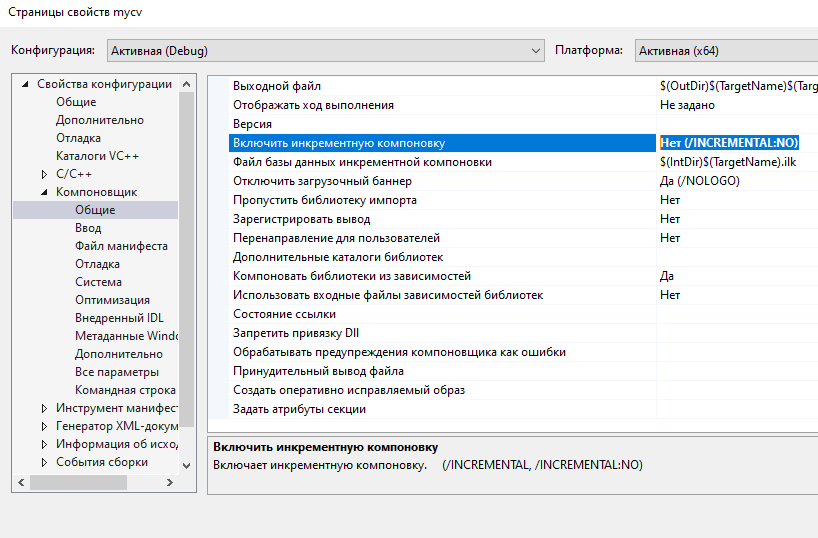 Страницы свойств mycv
Конфигурация: Активная (Debug) Платформа: Активная (x64)
Свойства конфигурации
Общие
Дополнительно
Отладка
Каталоги VC++
C/C++
Компоновщик
Общие
Ввод
Файл манифеста
Отладка
Система
Оптимизация
Внедренный IDL
Метаданные Windo
Дополнительно
Все параметры
Командная строка
Инструмент манифест
Генератор XML-докум
Информация об исход
События сборки
Выходной файл $(OutDir)$(TargetName)$(Targ
Отображать ход выполнения Не задано
Версия
Включить инкрементную компоновку Нет (/INCREMENTAL:NO)
Файл базы данных инкрементной компоновки $(IntDir)$(TargetName).ilk
Отключить загрузочный баннер Да (/NOLOGO)
Пропустить библиотеку импорта Нет
Зарегистрировать вывод Нет
Перенаправление для пользователей Нет
Дополнительные каталоги библиотек
Компоновать библиотеки из зависимостей Да
Использовать входные файлы зависимостей библиотек Нет
Состояние ссылки
Запретить привязку Dll
Обрабатывать предупреждения компоновщика как ошибки
Принудительный вывод файла
Создать оперативно исправляемый образ
Задать атрибуты секции
Включить инкрементную компоновку
Включает инкрементную компоновку. (/INCREMENTAL, /INCREMENTAL:NO)